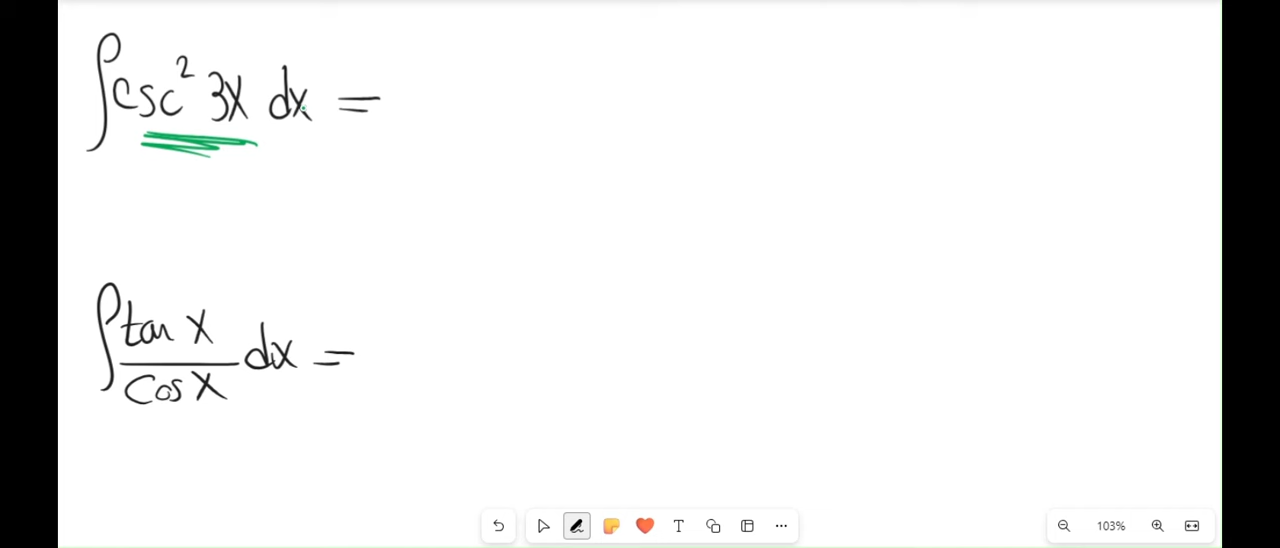 ∫csc² 3x dx =
∫tan x / cos x dx =
T
103%